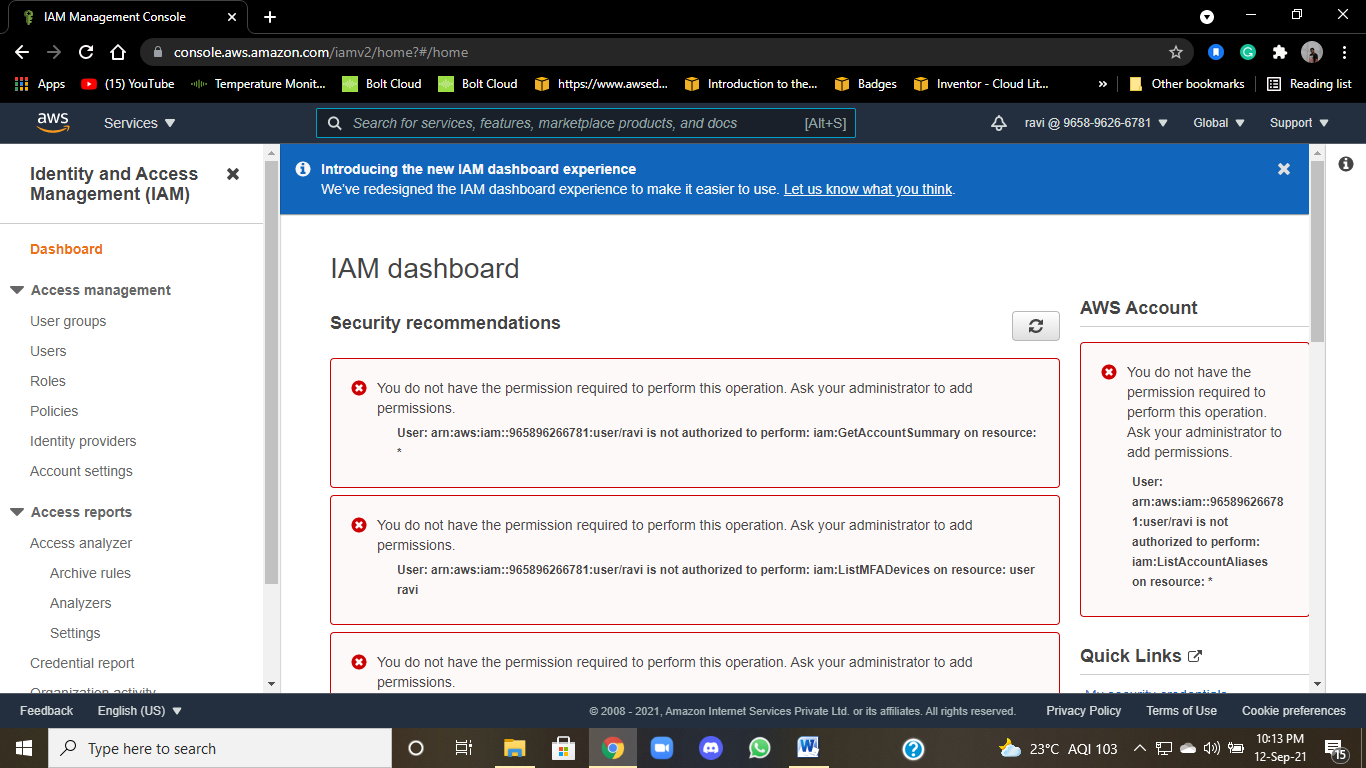 IAM Management Console
console.aws.amazon.com/iamv2/home?#/home
Apps (15) YouTube Temperature Monit... Bolt Cloud Bolt Cloud https://www.awsed... Introduction to the... Badges Inventor - Cloud Lit... » Other bookmarks Reading list
aws Services Search for services, features, marketplace products, and docs [Alt+S] ravi @ 9658-9626-6781 Global Support
Identity and Access
Management (IAM)
Dashboard
Access management
User groups
Users
Roles
Policies
Identity providers
Account settings
Access reports
Access analyzer
Archive rules
Analyzers
Settings
Credential report
Organization activity
Introducing the new IAM dashboard experience
We've redesigned the IAM dashboard experience to make it easier to use. Let us know what you think.
IAM dashboard
Security recommendations
You do not have the permission required to perform this operation. Ask your administrator to add
permissions.
User: arn:aws:iam::965896266781:user/ravi is not authorized to perform: iam:GetAccountSummary on resource:
*
You do not have the permission required to perform this operation. Ask your administrator to add
permissions.
User: arn:aws:iam::965896266781:user/ravi is not authorized to perform: iam:ListMFADevices on resource: user
ravi
You do not have the permission required to perform this operation. Ask your administrator to add
permissions.
AWS Account
You do not have the
permission required to
perform this operation.
Ask your administrator to
add permissions.
User:
arn:aws:iam::96589626678
1:user/ravi is not
authorized to perform:
iam:ListAccountAliases
on resource: *
Quick Links
My security credentials
Feedback English (US) © 2008 - 2021, Amazon Internet Services Private Ltd. or its affiliates. All rights reserved. Privacy Policy Terms of Use Cookie preferences
Type here to search
23°C AQI 103
10:13 PM
12-Sep-21
15